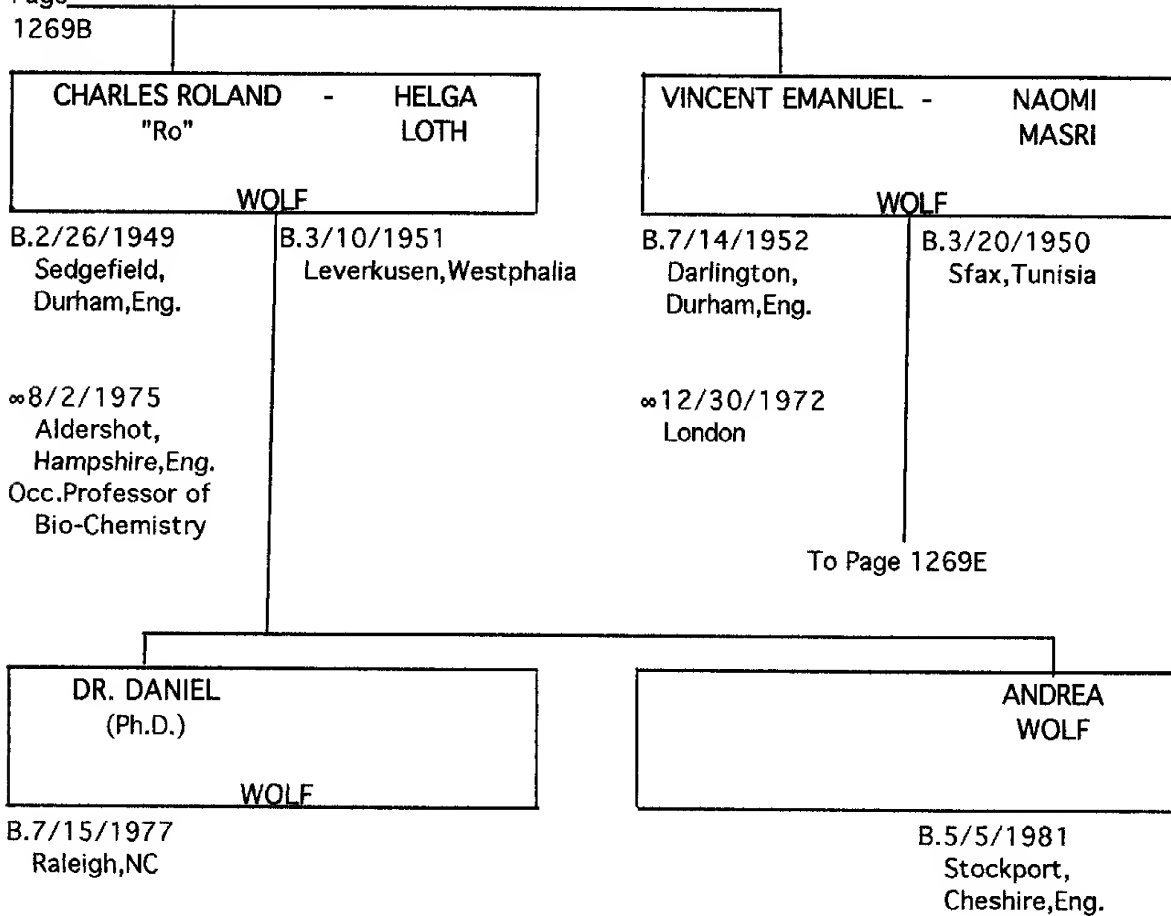 Page
1269B
CHARLES ROLAND - HELGA
"Ro" LOTH
WOLF
B.2/26/1949 B.3/10/1951
Sedgefield, Leverkusen,Westphalia
Durham,Eng.
∞8/2/1975
Aldershot,
Hampshire,Eng.
Occ.Professor of
Bio-Chemistry
VINCENT EMANUEL - NAOMI
MASRI
WOLF
B.7/14/1952 B.3/20/1950
Darlington, Sfax,Tunisia
Durham,Eng.
∞12/30/1972
London
To Page 1269E
DR. DANIEL
(Ph.D.)
WOLF
B.7/15/1977
Raleigh,NC
ANDREA
WOLF
B.5/5/1981
Stockport,
Cheshire,Eng.